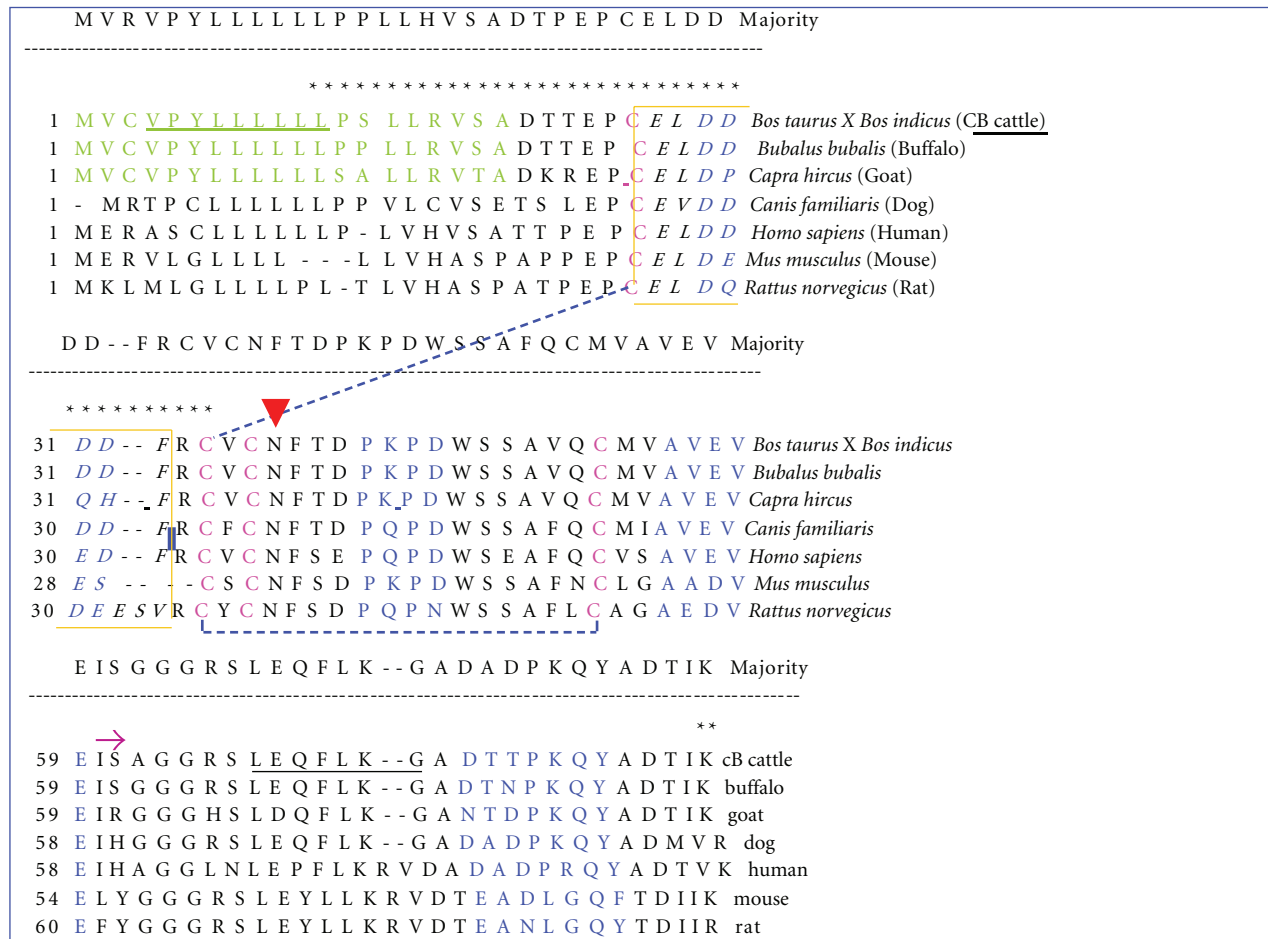 M V R V P Y L L L L L L P P L L H V S A D T P E P C E L D D Majority
--------------------------------------------------
* * * * * * * * * * * * * * * * * * * * * * * * * * * *
1 M V C V P Y L L L L L L P S L L R V S A D T T E P C E L D D Bos taurus X Bos indicus (CB cattle)
1 M V C V P Y L L L L L L P P L L R V S A D T T E P C E L D D Bubalus bubalis (Buffalo)
1 M V C V P Y L L L L L L S A L L R V T A D K R E P C E L D P Capra hircus (Goat)
1 - M R T P C L L L L L L P P V L C V S E T S L E P C E V D D Canis familiaris (Dog)
1 M E R A S C L L L L L L P - L V H V S A T T P E P C E L D D Homo sapiens (Human)
1 M E R V L G L L L L - - - L L V H A S P A P P E P C E L D E Mus musculus (Mouse)
1 M K L M L G L L L L P L - T L V H A S P A T P E P C E L D Q Rattus norvegicus (Rat)
D D - - F R C V C N F T D P K P D W S S A F Q C M V A V E V Majority
--------------------------------------------------
* * * * * * * * * *
31 D D - - F R C V C N F T D P K P D W S S A V Q C M V A V E V Bos taurus X Bos indicus
31 D D - - F R C V C N F T D P K P D W S S A V Q C M V A V E V Bubalus bubalis
31 Q H - - F R C V C N F T D P K P D W S S A V Q C M V A V E V Capra hircus
30 D D - - F R C F C N F T D P Q P D W S S A F Q C M I A V E V Canis familiaris
30 E D - - F R C V C N F S E P Q P D W S E A F Q C V S A V E V Homo sapiens
28 E S - - - - C S C N F S D P K P D W S S A F N C L G A A D V Mus musculus
30 D E E S V R C Y C N F S D P Q P N W S S A F L C A G A E D V Rattus norvegicus
E I S G G G R S L E Q F L K - - G A D A D P K Q Y A D T I K Majority
--------------------------------------------------
* *
59 E I S A G G R S L E Q F L K - - G A D T T P K Q Y A D T I K cB cattle
59 E I S G G G R S L E Q F L K - - G A D T N P K Q Y A D T I K buffalo
59 E I R G G G H S L D Q F L K - - G A N T D P K Q Y A D T I K goat
58 E I H G G G R S L E Q F L K - - G A D A D P K Q Y A D M V R dog
58 E I H A G G L N L E P F L K R V D A D A D P R Q Y A D T V K human
54 E L Y G G G R S L E Y L L K R V D T E A D L G Q F T D I I K mouse
60 E F Y G G G R S L E Y L L K R V D T E A N L G Q Y T D I I R rat